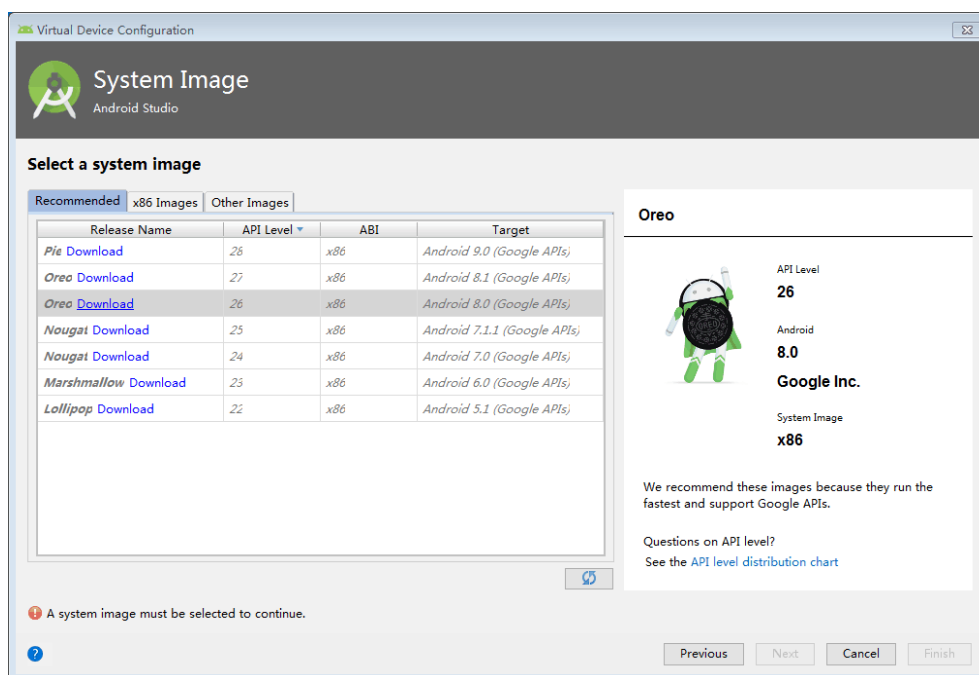 Virtual Device Configuration
System Image
Android Studio
Select a system image
Recommended x86 Images Other Images
Release Name API Level ABI Target
Pie Download 28 x86 Android 9.0 (Google APIs)
Oreo Download 27 x86 Android 8.1 (Google APIs)
Oreo Download 26 x86 Android 8.0 (Google APIs)
Nougat Download 25 x86 Android 7.1.1 (Google APIs)
Nougat Download 24 x86 Android 7.0 (Google APIs)
Marshmallow Download 23 x86 Android 6.0 (Google APIs)
Lollipop Download 22 x86 Android 5.1 (Google APIs)
Oreo
API Level
26
Android
8.0
Google Inc.
System Image
x86
We recommend these images because they run the
fastest and support Google APIs.
Questions on API level?
See the API level distribution chart
A system image must be selected to continue.
? Previous Next Cancel Finish